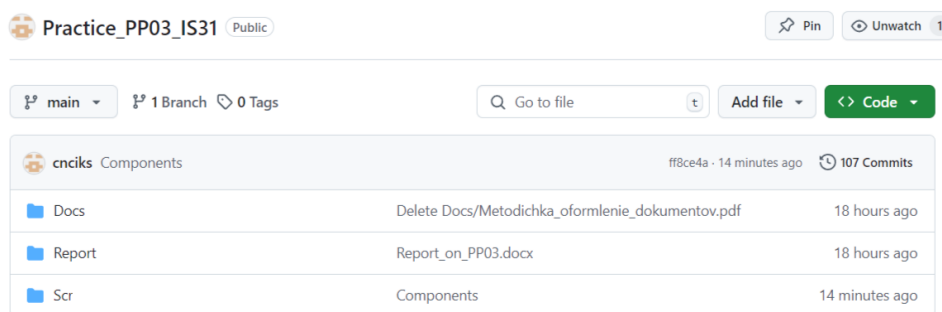 Practice_PP03_IS31 Public Pin Unwatch 1
main 1 Branch 0 Tags Go to file t Add file Code
cnciks Components ff8ce4a · 14 minutes ago 107 Commits
Docs Delete Docs/Metodichka_oformlenie_dokumentov.pdf 18 hours ago
Report Report_on_PP03.docx 18 hours ago
Scr Components 14 minutes ago